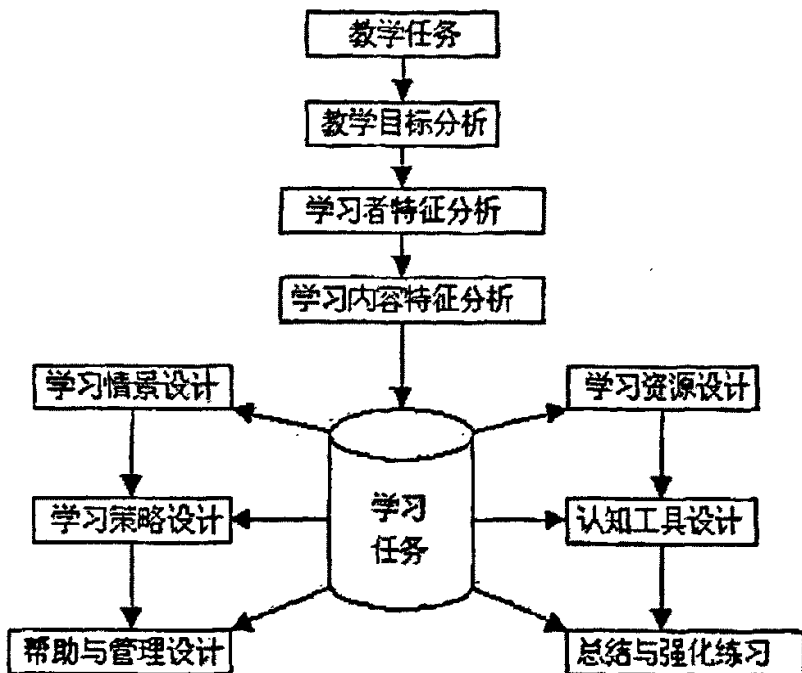 教学任务
教学目标分析
学习者特征分析
学习内容特征分析
学习情景设计
学习资源设计
学习
任务
学习策略设计
认知工具设计
帮助与管理设计
总结与强化练习